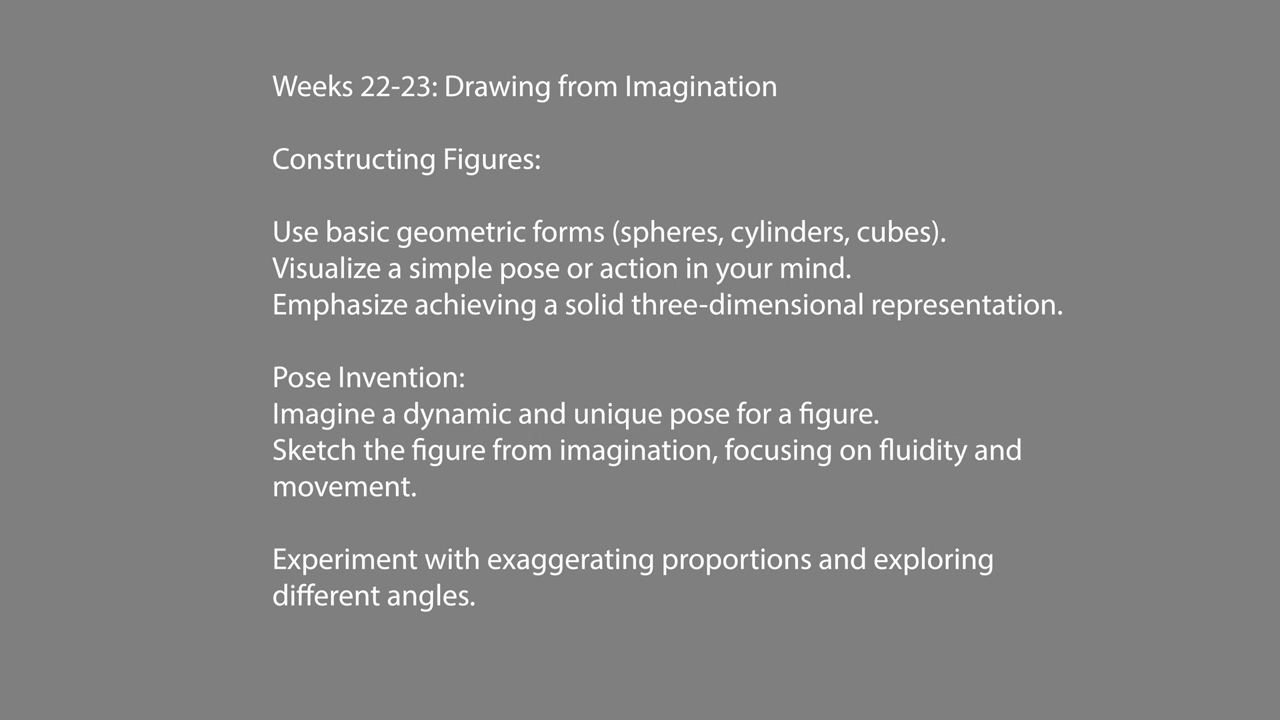 Weeks 22-23: Drawing from Imagination
Constructing Figures:
Use basic geometric forms (spheres, cylinders, cubes).
Visualize a simple pose or action in your mind.
Emphasize achieving a solid three-dimensional representation.
Pose Invention:
Imagine a dynamic and unique pose for a figure.
Sketch the figure from imagination, focusing on fluidity and
movement.
Experiment with exaggerating proportions and exploring
different angles.